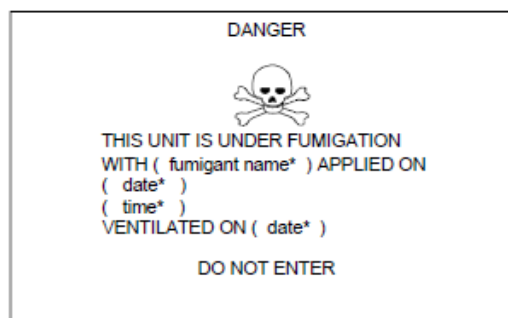 DANGER
THIS UNIT IS UNDER FUMIGATION
WITH ( fumigant name* ) APPLIED ON
( date* )
( time* )
VENTILATED ON ( date* )
DO NOT ENTER